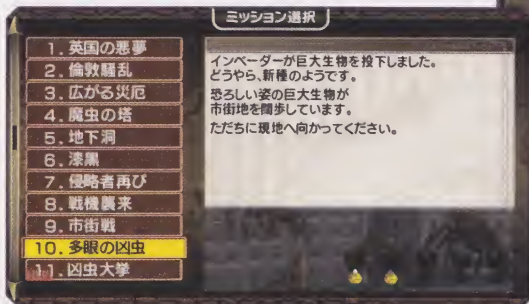 ミッション選択
1.英国の悪夢
2.倫敦騒乱
3.広がる災厄
4.魔虫の塔
5.地下洞
6.漆黒
7.侵略者再び
8.戦機襲来
9.市街戦
10.多眼の凶虫
11.凶虫大挙
インベーダーが巨大生物を投下しました。
どうやら、新種のようです。
恐ろしい姿の巨大生物が
市街地を闊歩しています。
ただちに現地へ向かってください。